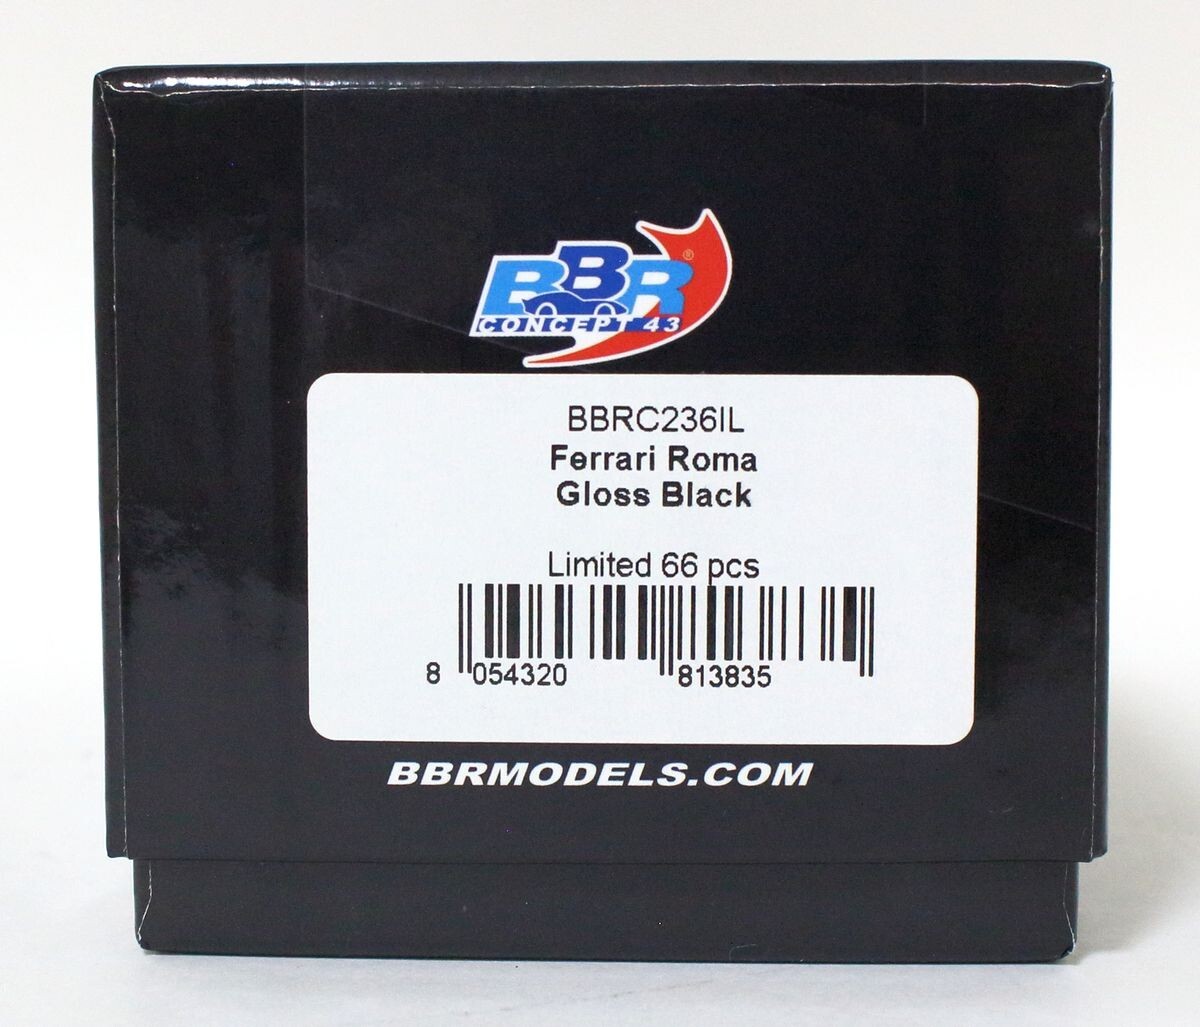 BBR®
CONCEPT 43
BBRC236IL
Ferrari Roma
Gloss Black
Limited 66 pcs
8 054320 813835
BBRMODELS.COM